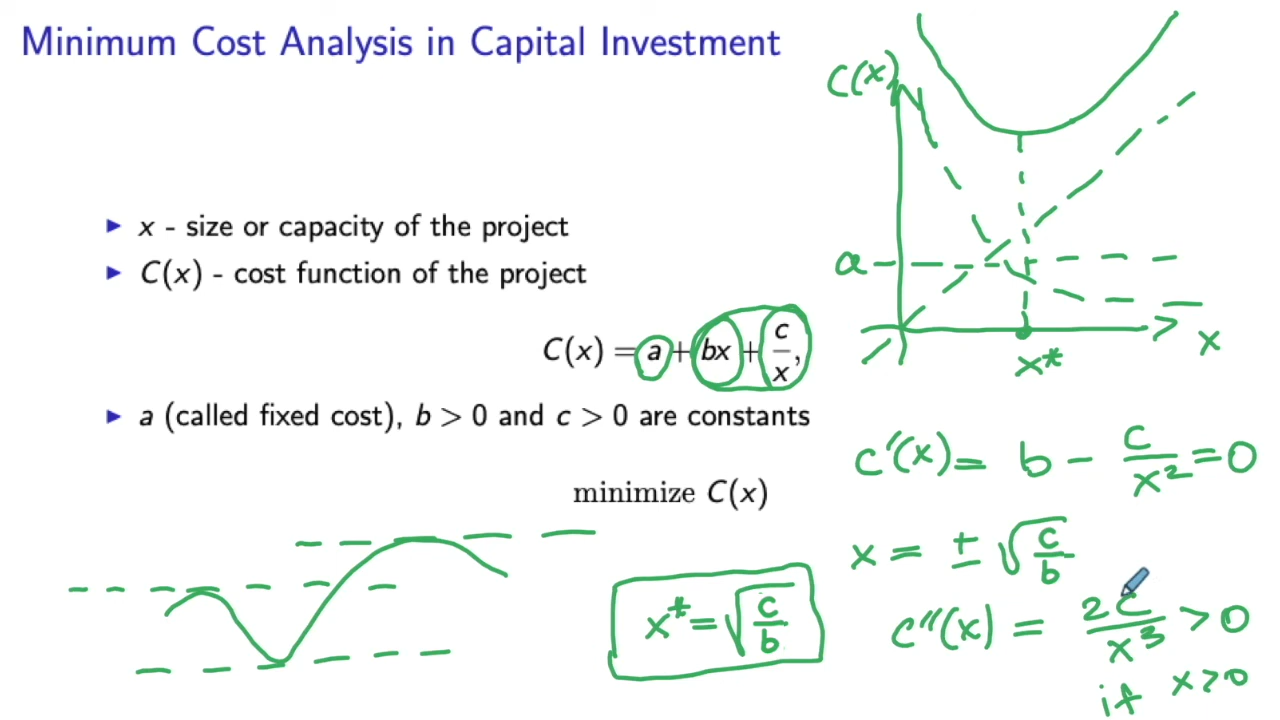 Minimum Cost Analysis in Capital Investment
C(x)
▶ x - size or capacity of the project
▶ C(x) - cost function of the project
a
C(x) = a + bx + c/x,
x
x*
▶ a (called fixed cost), b > 0 and c > 0 are constants
c'(x) = b - c/x² = 0
minimize C(x)
x = ± √(c/b)
x* = √(c/b)
c''(x) = 2c/x³ > 0
if x>0